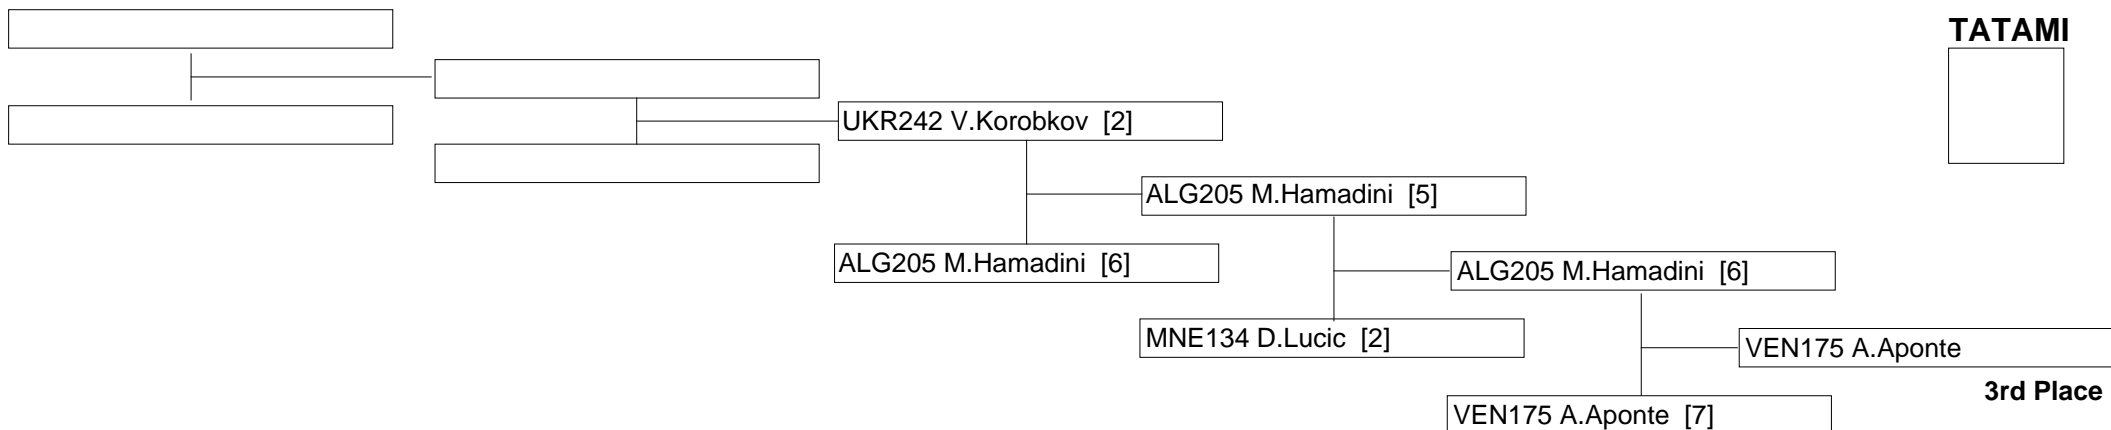 TATAMI
UKR242 V.Korobkov [2]
ALG205 M.Hamadini [5]
ALG205 M.Hamadini [6]
ALG205 M.Hamadini [6]
MNE134 D.Lucic [2]
VEN175 A.Aponte
3rd Place
VEN175 A.Aponte [7]